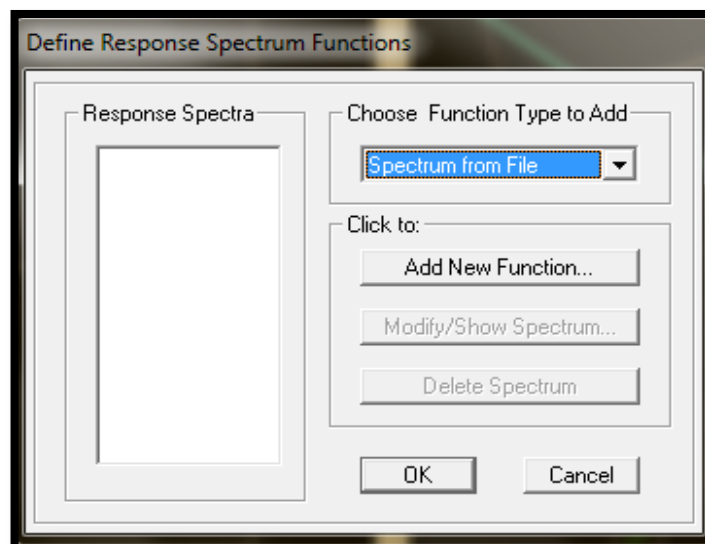 Define Response Spectrum Functions
Response Spectra
Choose Function Type to Add
Spectrum from File
Click to:
Add New Function...
Modify/Show Spectrum...
Delete Spectrum
OK
Cancel